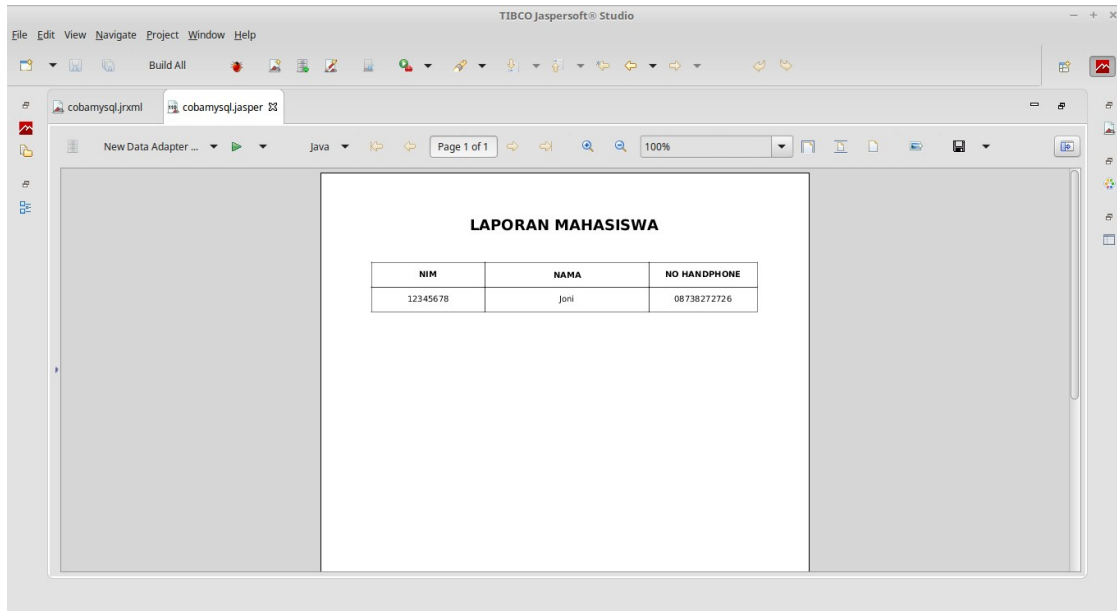 TIBCO Jaspersoft® Studio
File Edit View Navigate Project Window Help
Build All
cobamysql.jrxml cobamysql.jasper
New Data Adapter ... Java Page 1 of 1 100%
LAPORAN MAHASISWA
NIM NAMA NO HANDPHONE
12345678 Joni 08738272726